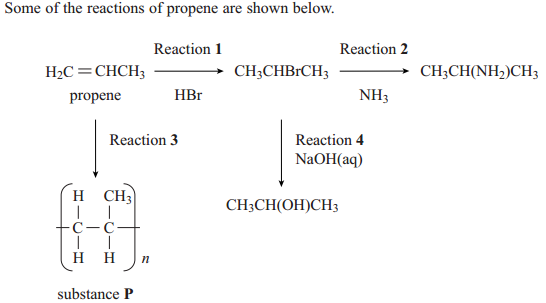 Some of the reactions of propene are shown below.
Reaction 1 Reaction 2
H₂C=CHCH₃ CH₃CHBrCH₃ CH₃CH(NH₂)CH₃
propene HBr NH₃
Reaction 3 Reaction 4
NaOH(aq)
H CH₃
CH₃CH(OH)CH₃
C–C
H H n
substance P